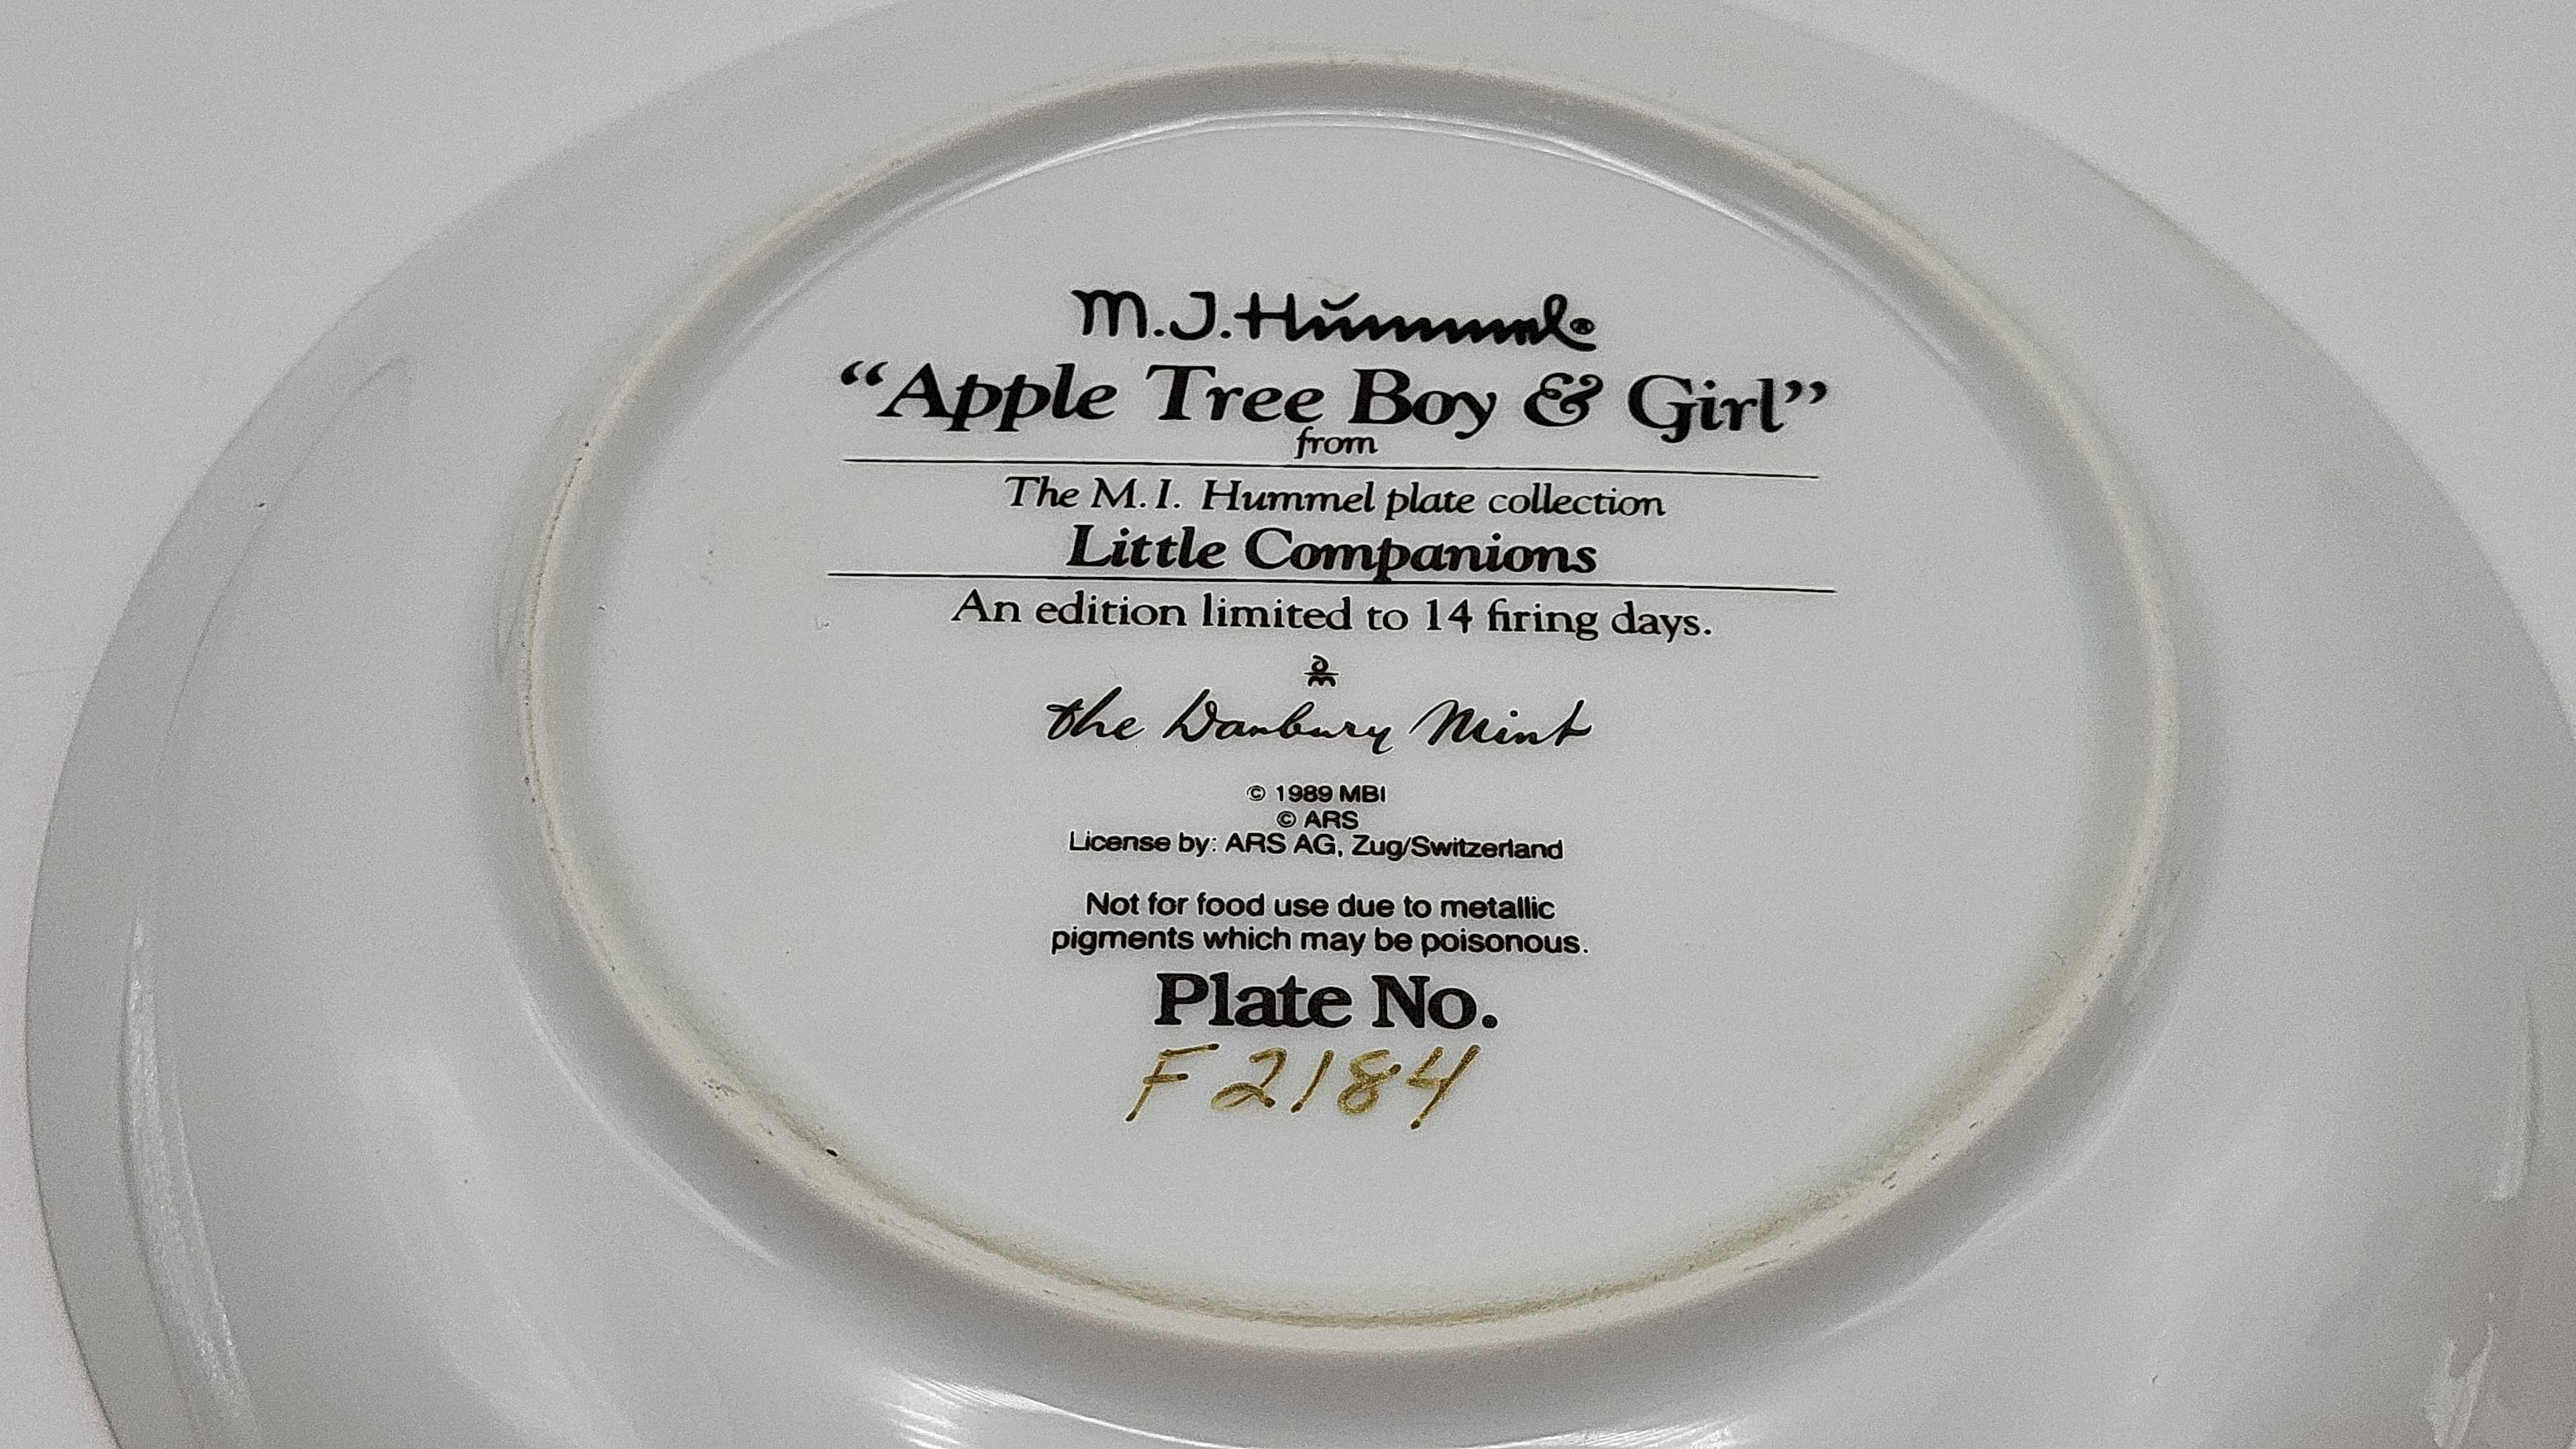 M.J. Hummel®
“Apple Tree Boy & Girl”
from
The M.I. Hummel plate collection
Little Companions
An edition limited to 14 firing days.
the Danbury Mint
© 1989 MBI
© ARS
License by: ARS AG, Zug/Switzerland
Not for food use due to metallic
pigments which may be poisonous.
Plate No.
F2184